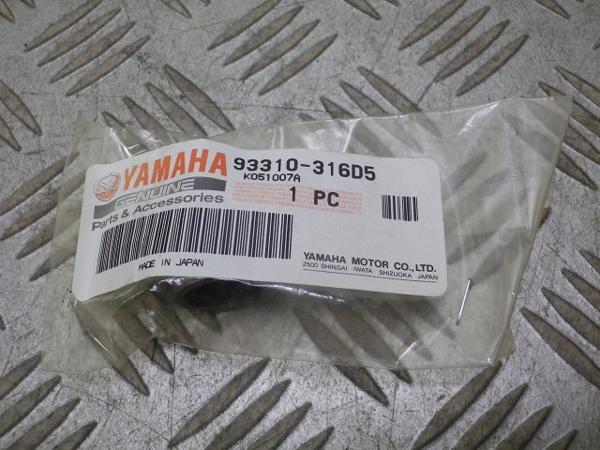 YAMAHA
GENUINE
Parts & Accessories
93310-316D5
K051007A
1 PC
MADE IN JAPAN
YAMAHA MOTOR CO.,LTD.
2500 SHINGAI IWATA SHIZUOKA JAPAN